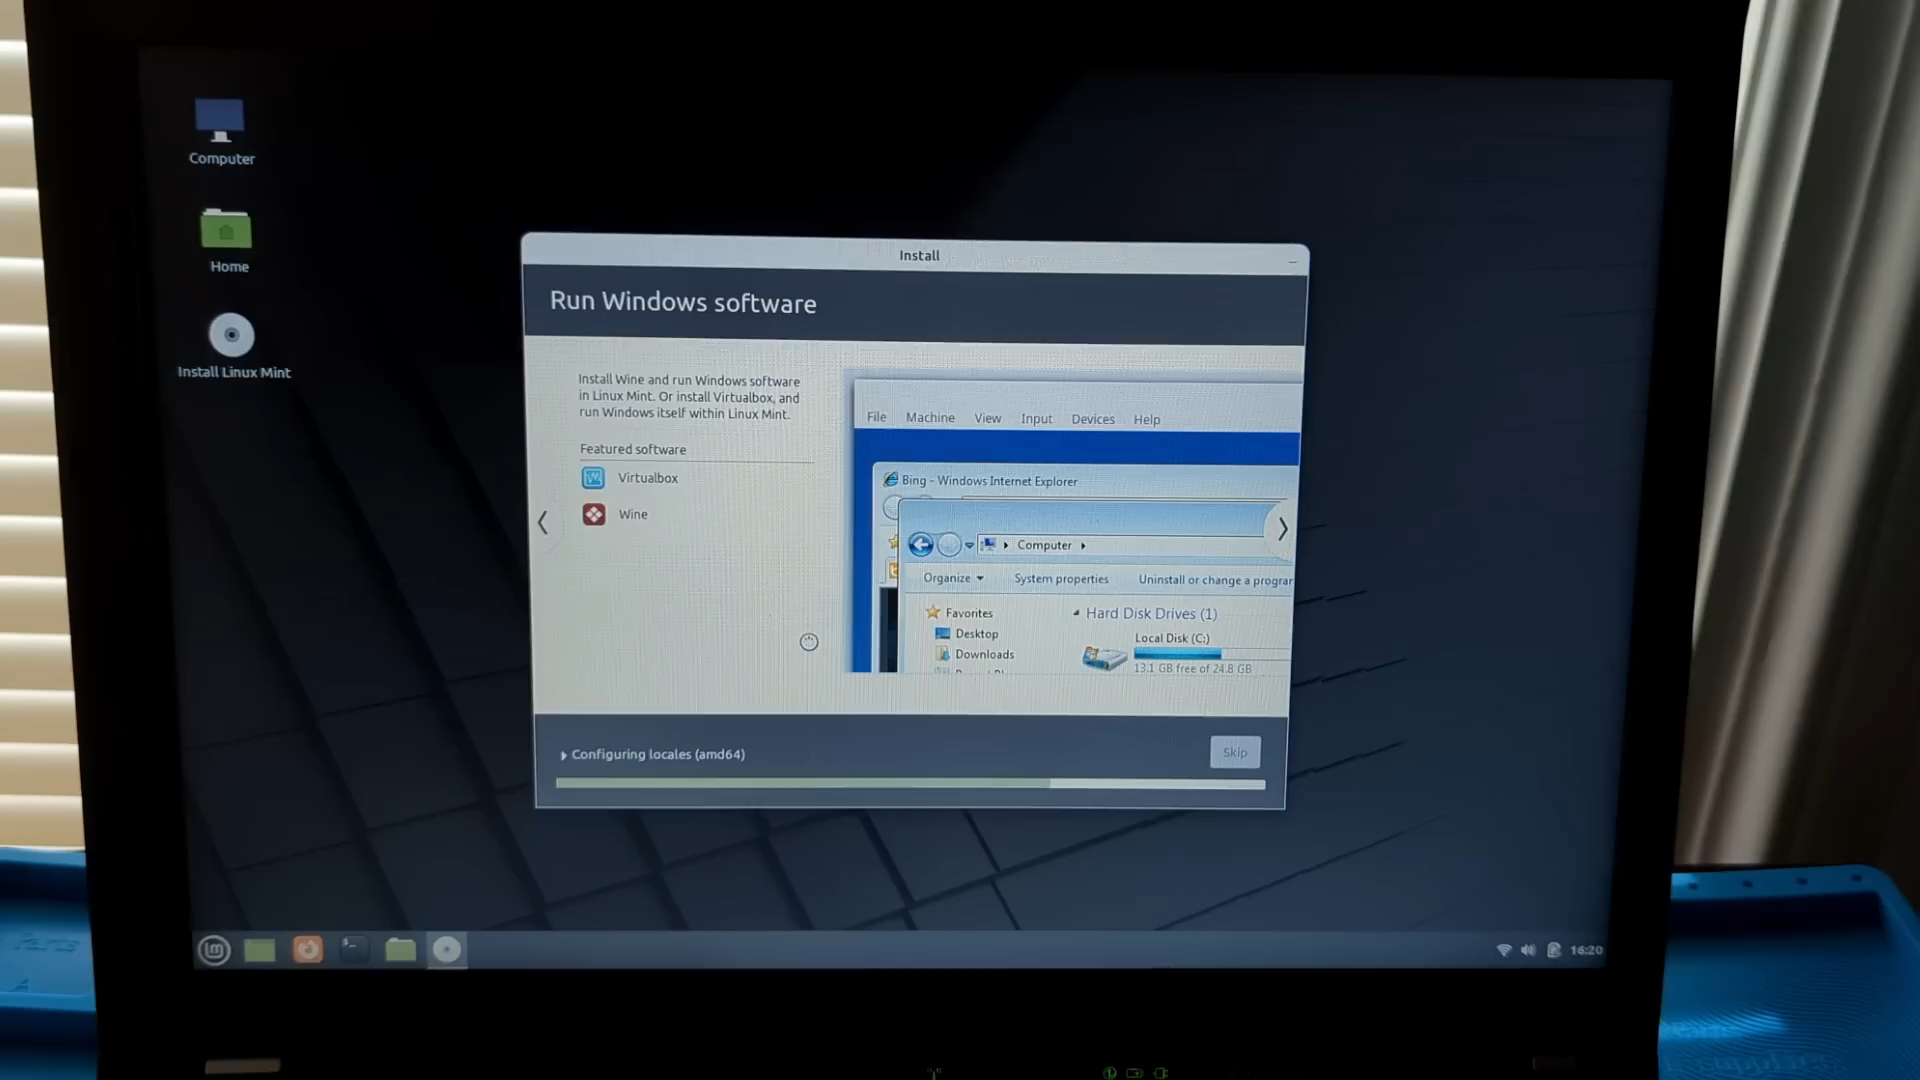 Computer
Home
Install Linux Mint
Install
Run Windows software
Install Wine and run Windows software
in Linux Mint. Or install Virtualbox, and
run Windows itself within Linux Mint.
Featured software
Virtualbox
Wine
File Machine View Input Devices Help
Bing - Windows Internet Explorer
Computer
Organize System properties Uninstall or change a progra
Favorites
Desktop
Downloads
Hard Disk Drives (1)
Local Disk (C:)
13.1 GB free of 24.8 GB
Configuring locales (amd64)
Skip
16:20
Parts